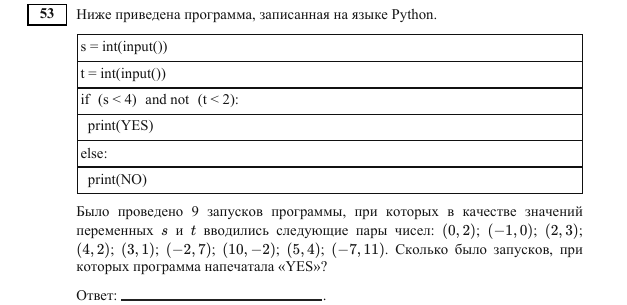 53 Ниже приведена программа, записанная на языке Python.
s = int(input())
t = int(input())
if (s < 4) and not (t < 2):
print(YES)
else:
print(NO)
Было проведено 9 запусков программы, при которых в качестве значений
переменных s и t вводились следующие пары чисел: (0, 2); (−1, 0); (2, 3);
(4, 2); (3, 1); (−2, 7); (10, −2); (5, 4); (−7, 11). Сколько было запусков, при
которых программа напечатала «YES»?
Ответ: ____________________.